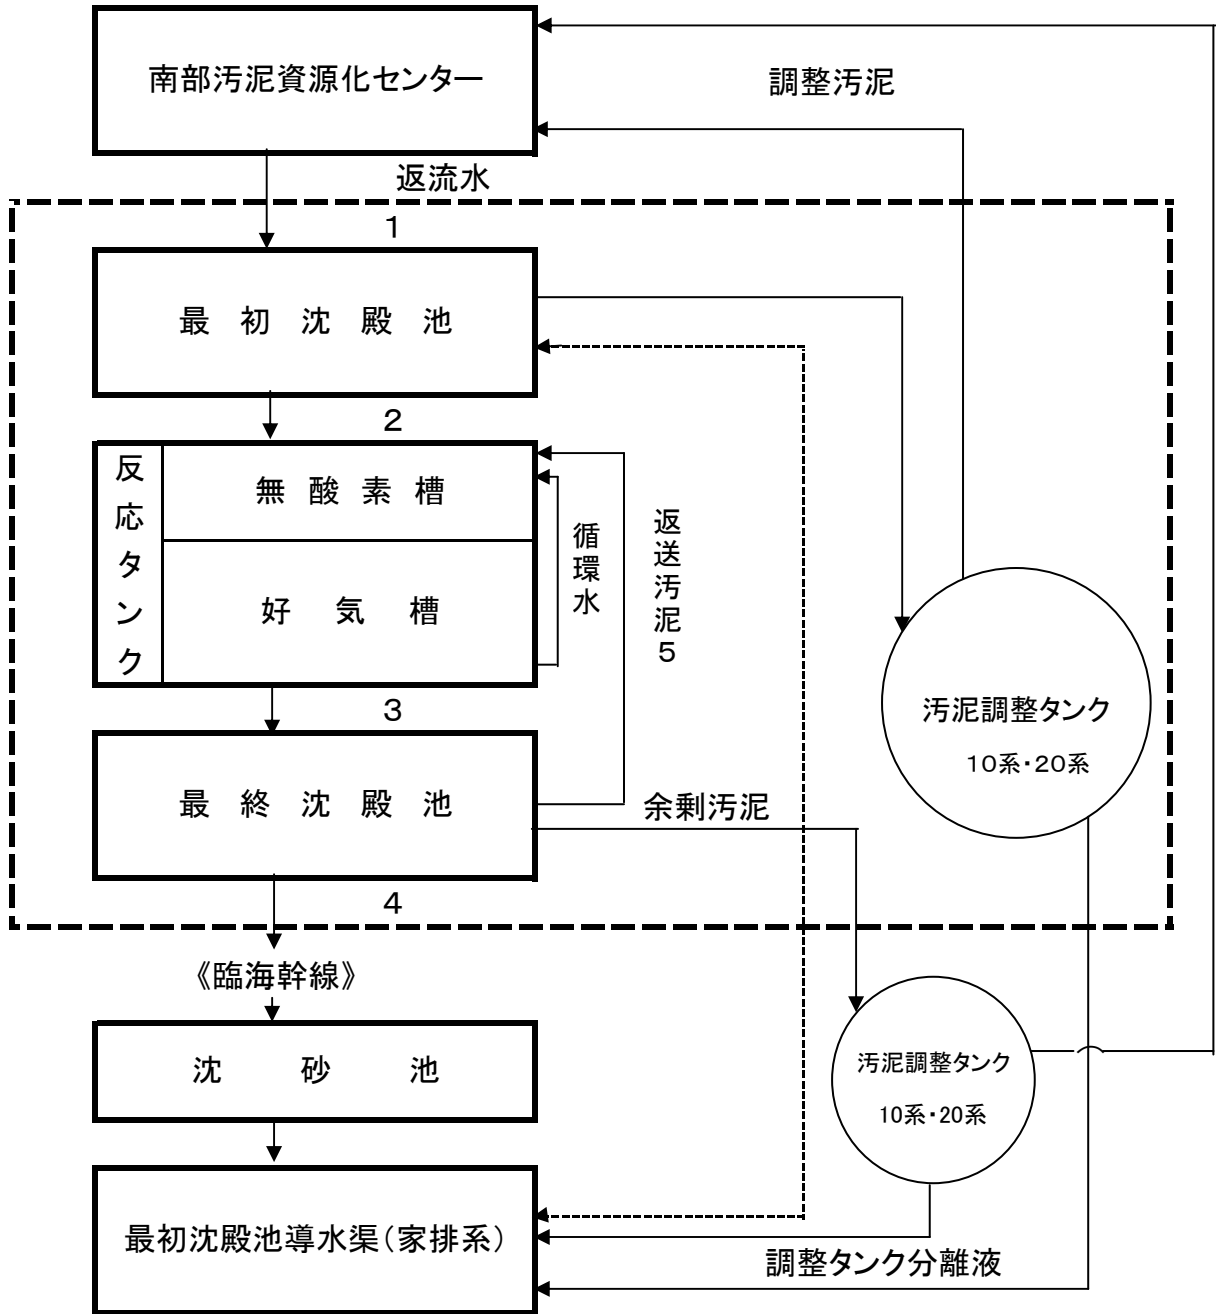 南部汚泥資源化センター
調整汚泥
返流水
1
最 初 沈 殿 池
2
反応タンク
無 酸 素 槽
好 気 槽
循環水
返送汚泥5
3
汚泥調整タンク
10系・20系
最 終 沈 殿 池
余剰汚泥
4
《臨海幹線》
沈 砂 池
汚泥調整タンク
10系・20系
最初沈殿池導水渠(家排系)
調整タンク分離液